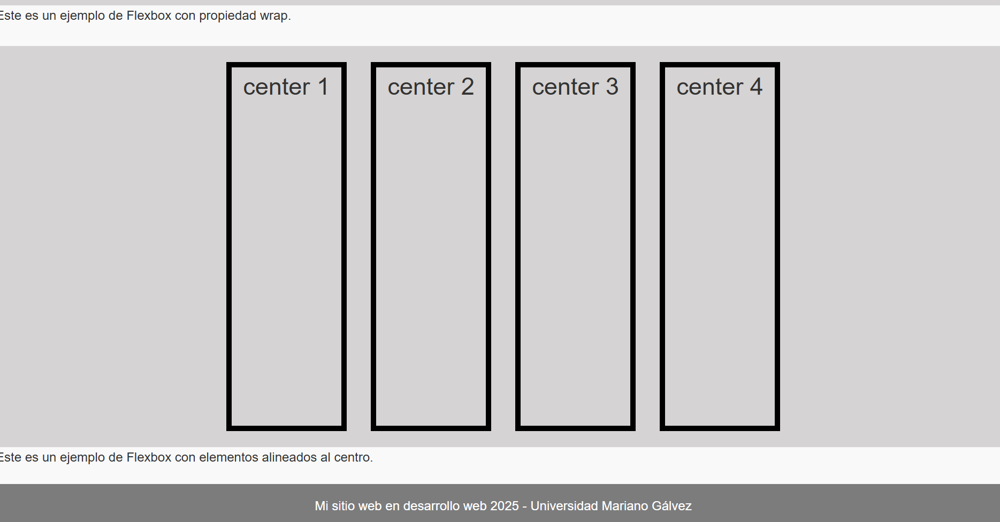 Este es un ejemplo de Flexbox con propiedad wrap.
center 1
center 2
center 3
center 4
Este es un ejemplo de Flexbox con elementos alineados al centro.
Mi sitio web en desarrollo web 2025 - Universidad Mariano Gálvez